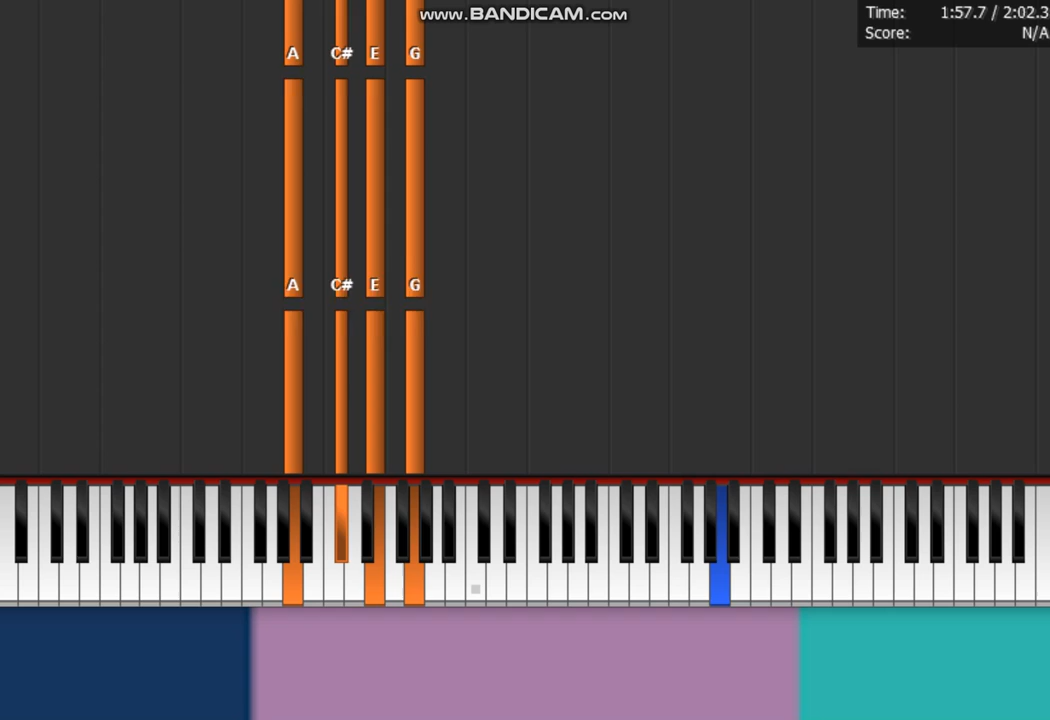 www.BANDICAM.com
Time: 1:57.7 / 2:02.3
Score: N/A
A C# E G
A C# E G